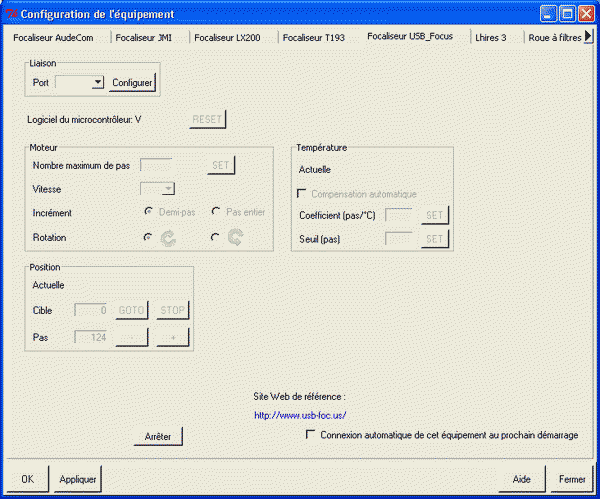 Configuration de l'équipement
Focaliseur AudeCom Focaliseur JMI Focaliseur LX200 Focaliseur T193 Focaliseur USB_Focus Lhires 3 Roue à filtres
Liaison
Port Configurer
Logiciel du microcontrôleur: V RESET
Moteur
Nombre maximum de pas SET
Vitesse
Incrément Demi-pas Pas entier
Rotation
Température
Actuelle
Compensation automatique
Coefficient (pas/°C) SET
Seuil (pas) SET
Position
Actuelle
Cible 0 GOTO STOP
Pas 124 - +
Site Web de référence :
http://www.usb-foc.us/
Arrêter Connexion automatique de cet équipement au prochain démarrage
OK Appliquer Aide Fermer